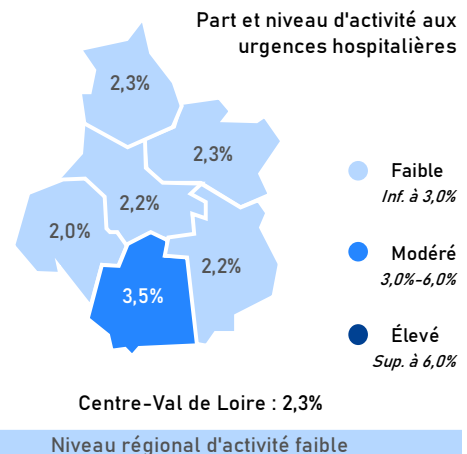 Part et niveau d'activité aux
urgences hospitalières
2,3%
2,3%
2,2%
2,0%
2,2%
3,5%
Faible
Inf. à 3,0%
Modéré
3,0%-6,0%
Élevé
Sup. à 6,0%
Centre-Val de Loire : 2,3%
Niveau régional d'activité faible